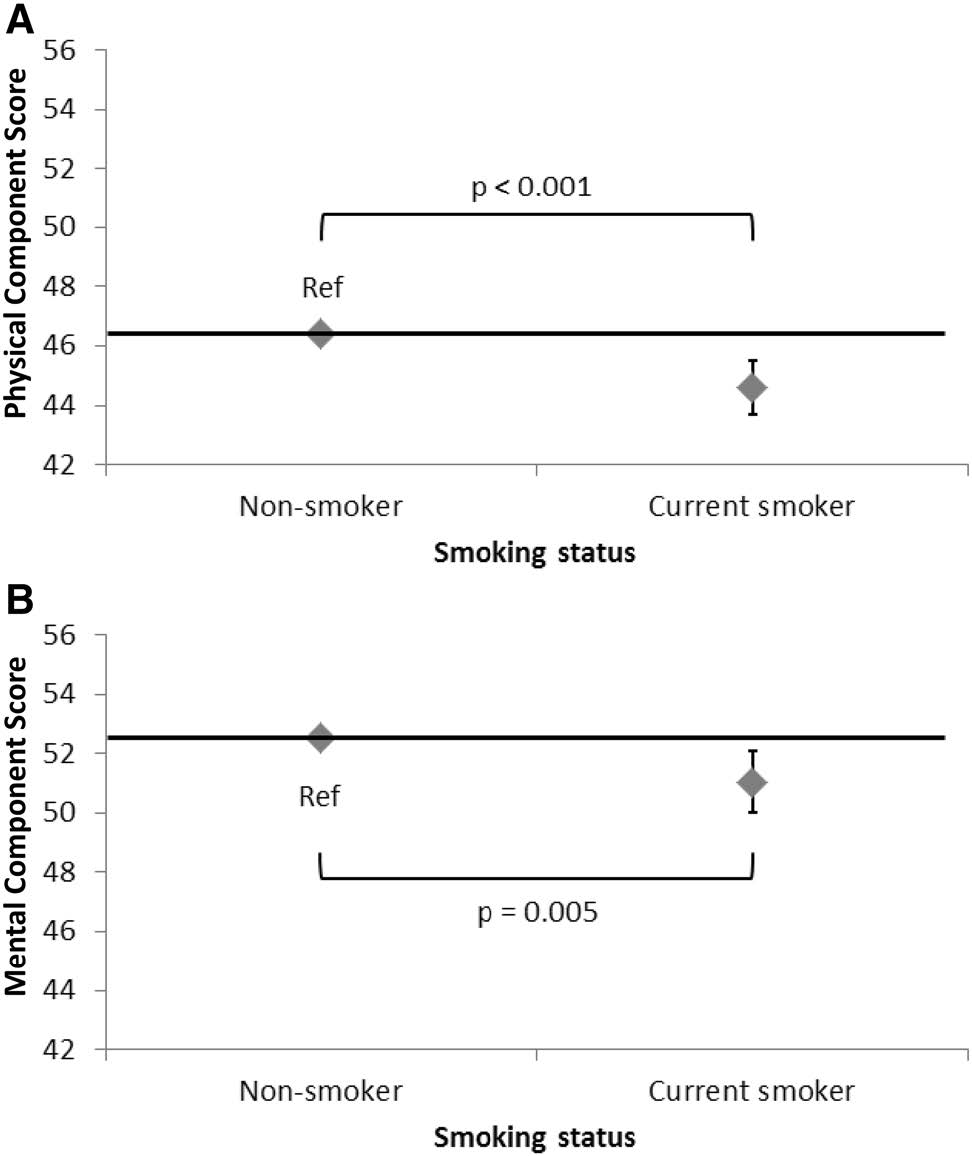 A
Physical Component Score
56
54
52
50
48
46
44
42
p < 0.001
Ref
Non-smoker Current smoker
Smoking status
B
Mental Component Score
56
54
52
50
48
46
44
42
Ref
p = 0.005
Non-smoker Current smoker
Smoking status